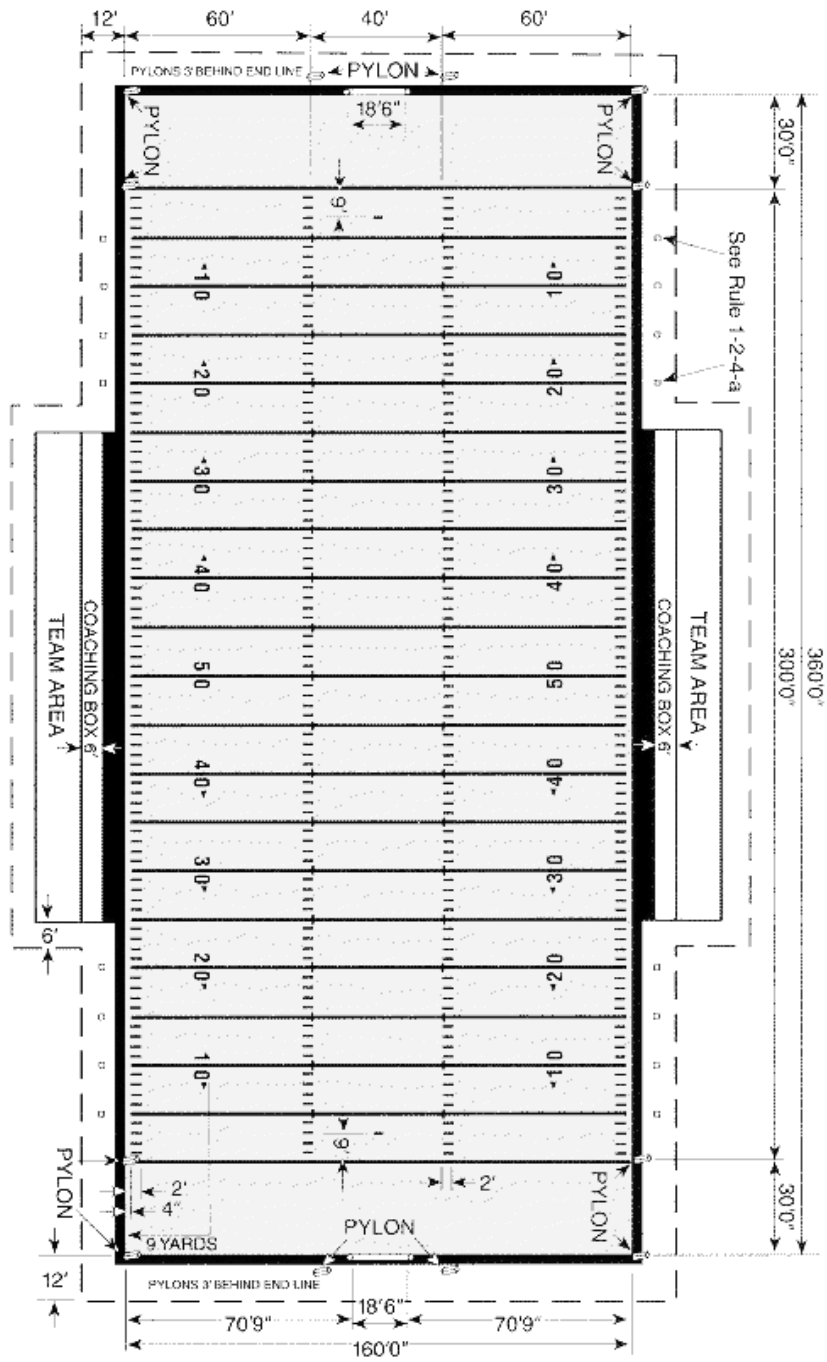 12'
60'
40'
60'
PYLONS 3' BEHIND END LINE
PYLON
18'6"
PYLON
PYLON
30'0"
9'
See Rule 1-2-4-a
10
10
20
20
30
30
40
40
50
50
40
40
30
30
20
20
10
10
TEAM AREA
COACHING BOX 6'
COACHING BOX 6'
TEAM AREA
300'0"
360'0"
6'
9'
PYLON
2'
4"
2'
PYLON
30'0"
9 YARDS
PYLON
12'
PYLONS 3' BEHIND END LINE
18'6"
70'9"
70'9"
160'0"